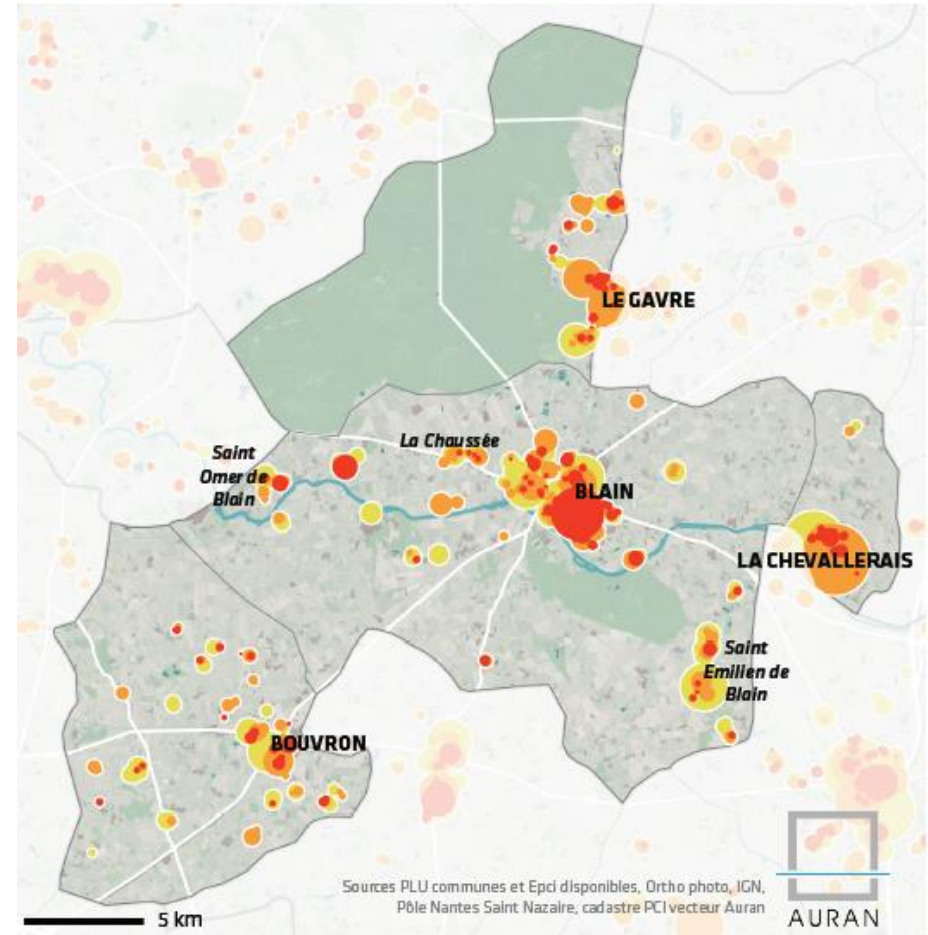 LE GAVRE
La Chaussée
Saint
Omer de
Blain
BLAIN
LA CHEVALLERAIS
Saint
Emilien de
Blain
BOUVRON
Sources PLU communes et Epci disponibles, Ortho photo, IGN,
Pôle Nantes Saint Nazaire, cadastre PCI vecteur Auran
5 km
AURAN